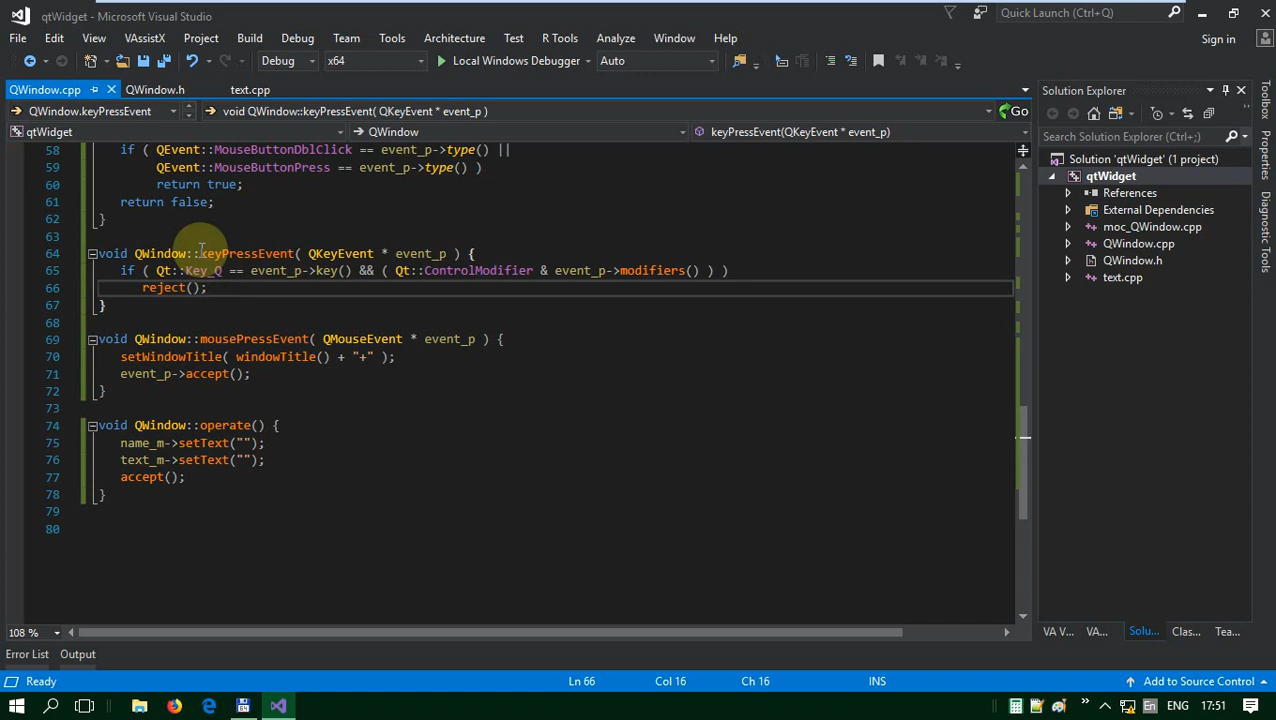 qtWidget - Microsoft Visual Studio
Quick Launch (Ctrl+Q)
File Edit View VAssistX Project Build Debug Team Tools Architecture Test R Tools Analyze Window Help
Sign in
Debug x64 Local Windows Debugger Auto
QWindow.cpp QWindow.h text.cpp
Solution Explorer
QWindow.keyPressEvent void QWindow::keyPressEvent( QKeyEvent * event_p ) Go
qtWidget QWindow keyPressEvent(QKeyEvent * event_p)
Search Solution Explorer (Ctrl+
58 if ( QEvent::MouseButtonDblClick == event_p->type() ||
59 QEvent::MouseButtonPress == event_p->type() )
60 return true;
61 return false;
62 }
63
64 void QWindow::keyPressEvent( QKeyEvent * event_p ) {
65 if ( Qt::Key_Q == event_p->key() && ( Qt::ControlModifier & event_p->modifiers() ) )
66 reject();
67 }
68
69 void QWindow::mousePressEvent( QMouseEvent * event_p ) {
70 setWindowTitle( windowTitle() + "+" );
71 event_p->accept();
72 }
73
74 void QWindow::operate() {
75 name_m->setText("");
76 text_m->setText("");
77 accept();
78 }
79
80
Solution 'qtWidget' (1 project)
qtWidget
References
External Dependencies
moc_QWindow.cpp
QWindow.cpp
QWindow.h
text.cpp
Toolbox
Properties
Diagnostic Tools
108 %
VA V... VA... Solu... Clas... Tea...
Error List Output
Ready Ln 66 Col 16 Ch 16 INS Add to Source Control
64 En ENG 17:51